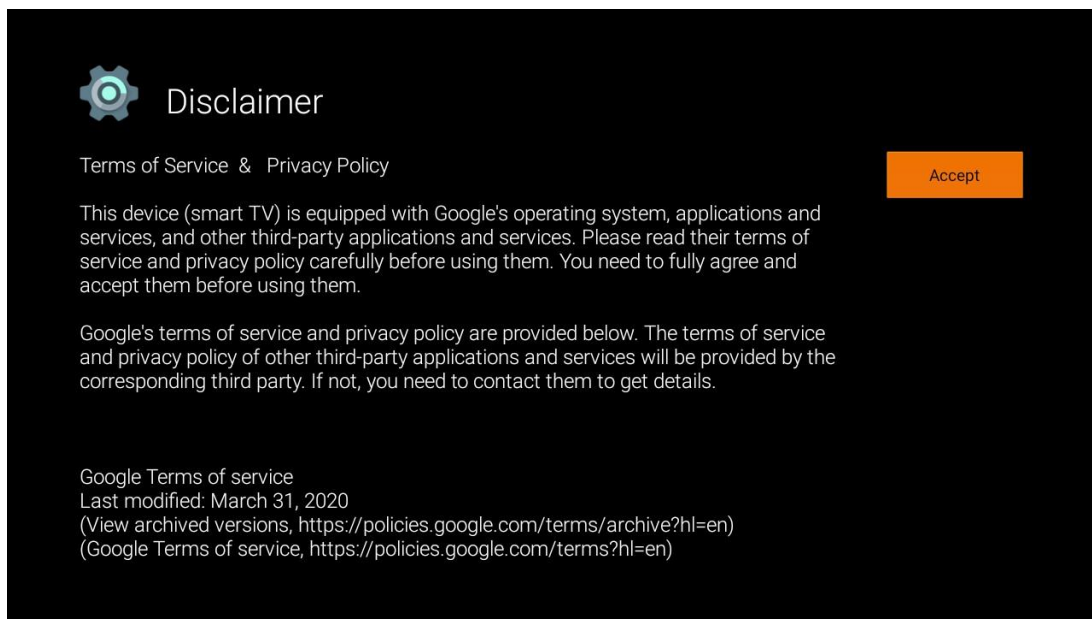 Disclaimer
Terms of Service & Privacy Policy
Accept
This device (smart TV) is equipped with Google's operating system, applications and
services, and other third-party applications and services. Please read their terms of
service and privacy policy carefully before using them. You need to fully agree and
accept them before using them.
Google's terms of service and privacy policy are provided below. The terms of service
and privacy policy of other third-party applications and services will be provided by the
corresponding third party. If not, you need to contact them to get details.
Google Terms of service
Last modified: March 31, 2020
(View archived versions, https://policies.google.com/terms/archive?hl=en)
(Google Terms of service, https://policies.google.com/terms?hl=en)